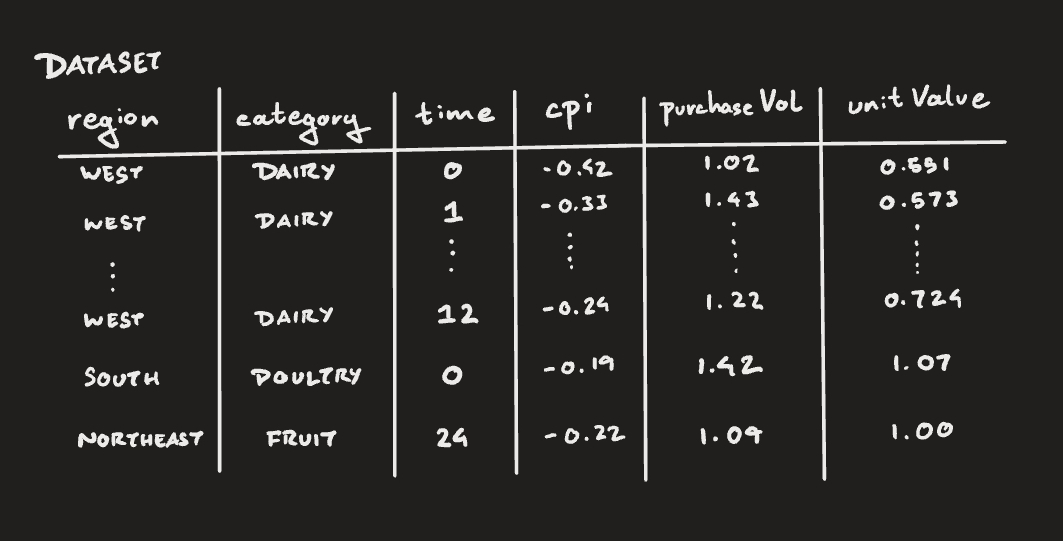 DATASET
region category time cpi purchase Vol unit Value
WEST DAIRY 0 -0.42 1.02 0.551
WEST DAIRY 1 -0.33 1.43 0.573
WEST DAIRY 12 -0.24 1.22 0.724
SOUTH POULTRY 0 -0.19 1.42 1.07
NORTHEAST FRUIT 24 -0.22 1.04 1.00